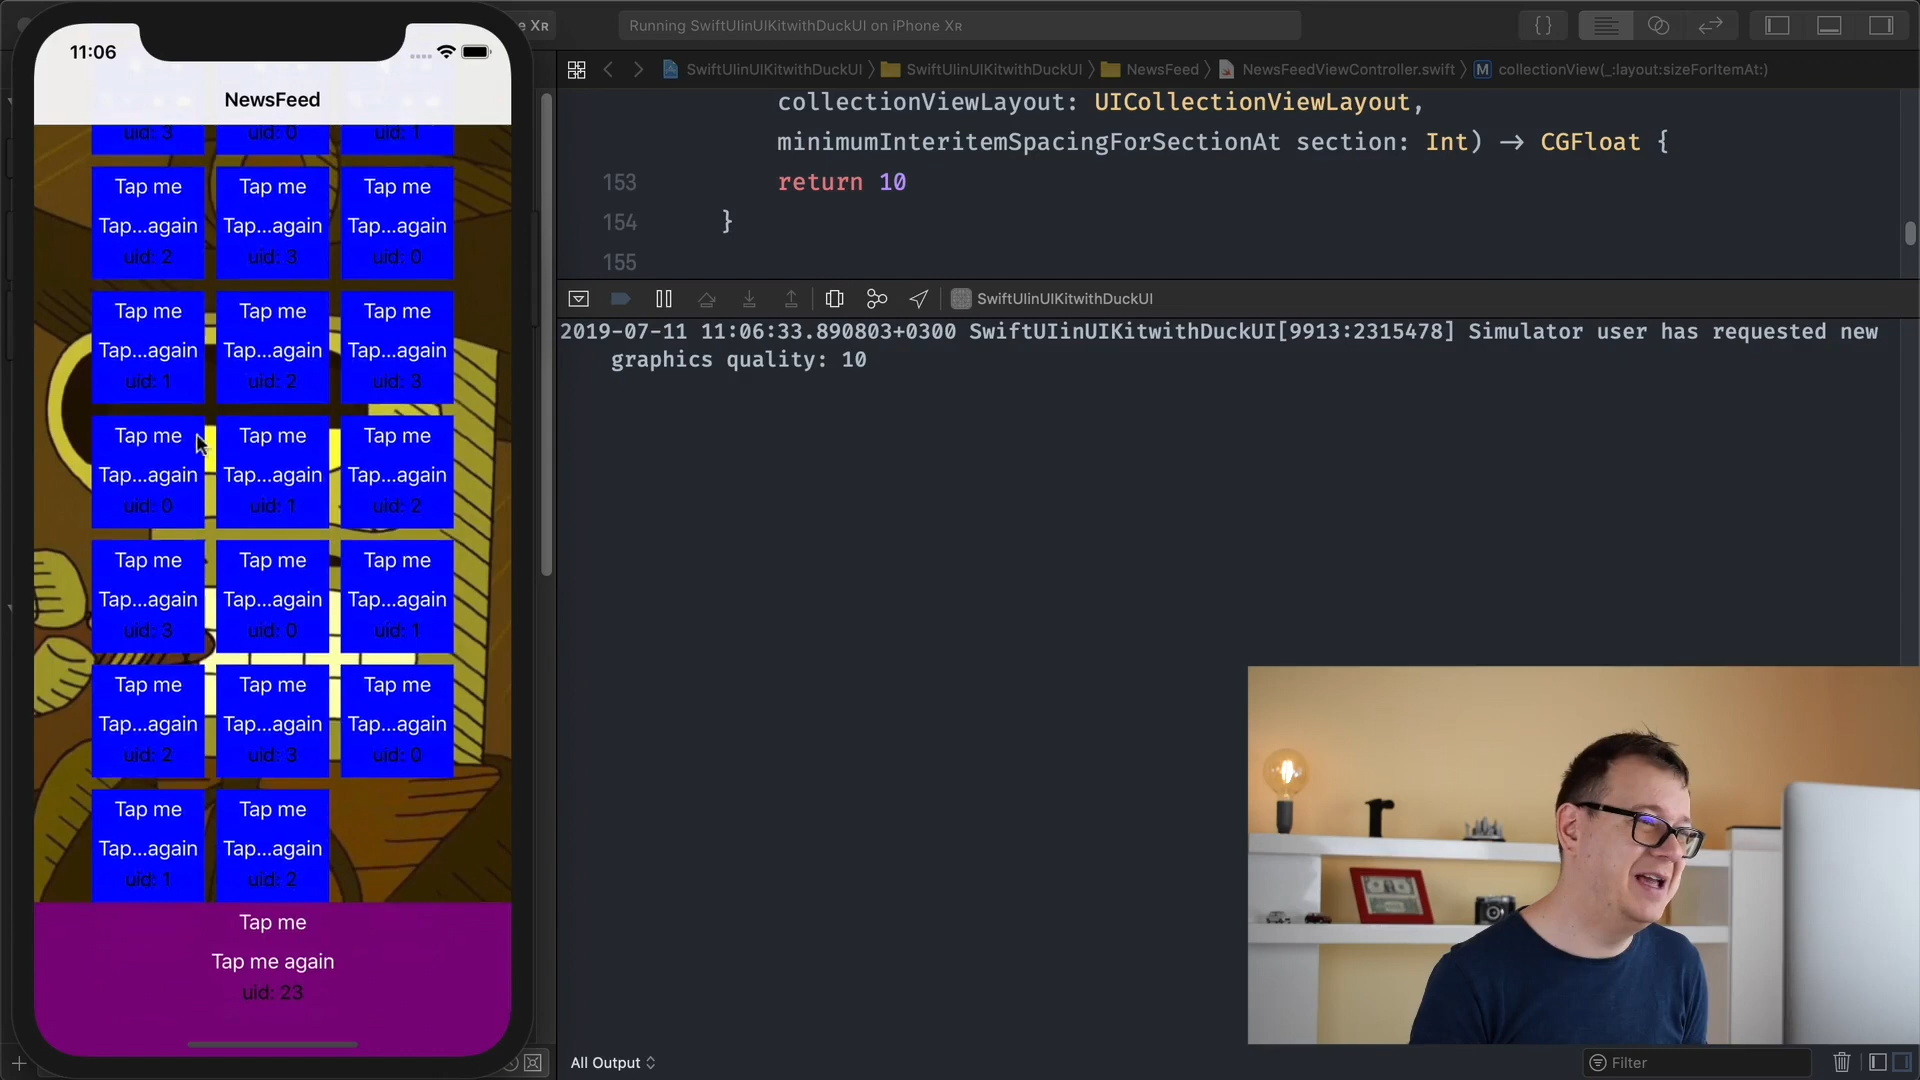 11:06
NewsFeed
uid: 3 uid: 0 uid: 1
Tap me Tap me Tap me
Tap...again Tap...again Tap...again
uid: 2 uid: 3 uid: 0
Tap me Tap me Tap me
Tap...again Tap...again Tap...again
uid: 1 uid: 2 uid: 3
Tap me Tap me Tap me
Tap...again Tap...again Tap...again
uid: 0 uid: 1 uid: 2
Tap me Tap me Tap me
Tap...again Tap...again Tap...again
uid: 3 uid: 0 uid: 1
Tap me Tap me Tap me
Tap...again Tap...again Tap...again
uid: 2 uid: 3 uid: 0
Tap me Tap me
Tap...again Tap...again
uid: 1 uid: 2
Tap me
Tap me again
uid: 23
e XR
Running SwiftUIinUIKitwithDuckUI on iPhone XR
SwiftUIinUIKitwithDuckUI SwiftUIinUIKitwithDuckUI NewsFeed NewsFeedViewController.swift M collectionView(_:layout:sizeForItemAt:)
collectionViewLayout: UICollectionViewLayout,
minimumInteritemSpacingForSectionAt section: Int) → CGFloat {
153 return 10
154 }
155
SwiftUIinUIKitwithDuckUI
2019-07-11 11:06:33.890803+0300 SwiftUIinUIKitwithDuckUI[9913:2315478] Simulator user has requested new
graphics quality: 10
All Output
Filter